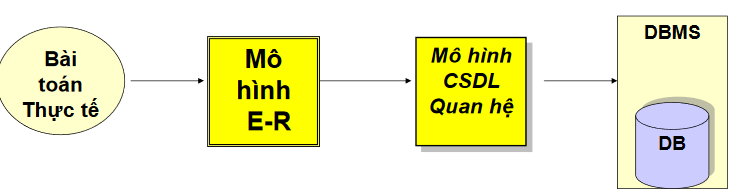 Bài
toán
Thực tế
Mô
hình
E-R
Mô hình
CSDL
Quan hệ
DBMS
DB